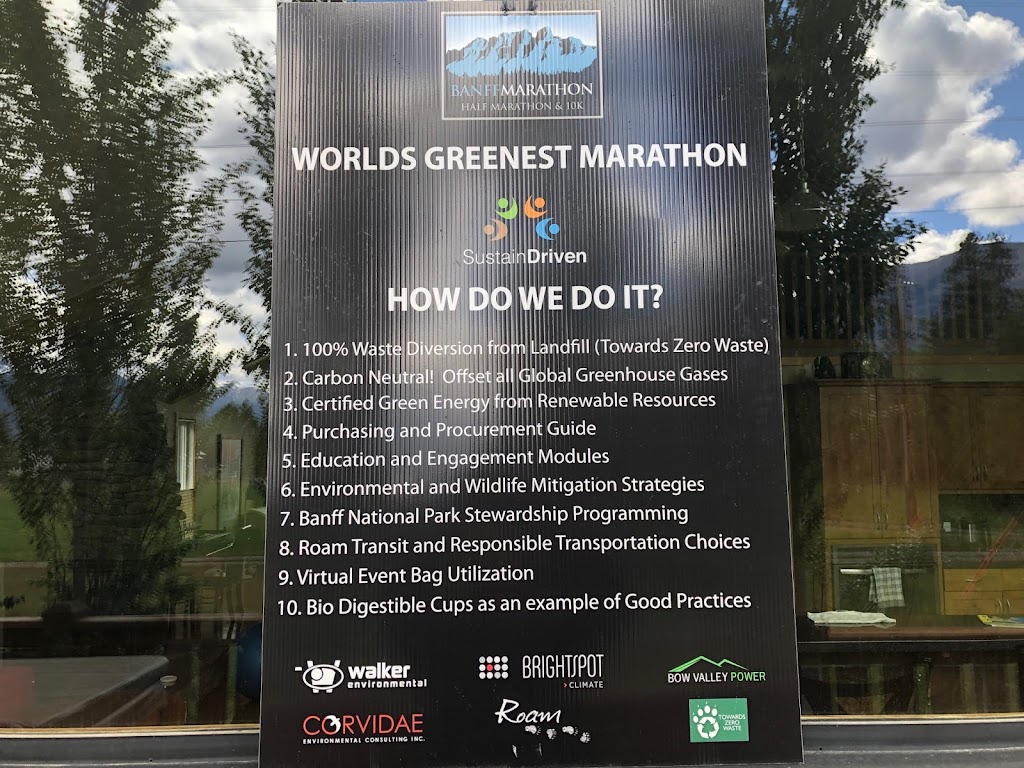 BANFFMARATHON
HALF MARATHON & 10K
WORLDS GREENEST MARATHON
SustainDriven
HOW DO WE DO IT?
1. 100% Waste Diversion from Landfill (Towards Zero Waste)
2. Carbon Neutral! Offset all Global Greenhouse Gases
3. Certified Green Energy from Renewable Resources
4. Purchasing and Procurement Guide
5. Education and Engagement Modules
6. Environmental and Wildlife Mitigation Strategies
7. Banff National Park Stewardship Programming
8. Roam Transit and Responsible Transportation Choices
9. Virtual Event Bag Utilization
10. Bio Digestible Cups as an example of Good Practices
walker
environmental
BRIGHTSPOT
>CLIMATE
BOW VALLEY POWER
CORVIDAE
ENVIRONMENTAL CONSULTING INC.
Roam
TOWARDS
ZERO
WASTE